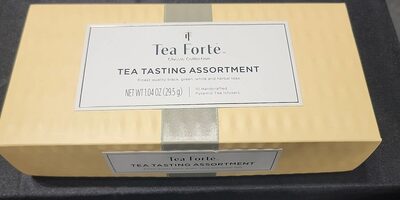 Tea Forte
Classic Collection
TEA TASTING ASSORTMENT
Finest quality black, green, white and herbal teas
NET WT 1.04 OZ (29.5 g)
10 Handcrafted
Pyramid Tea Infusers
Tea Forte
TEA TASTING ASSORTMENT